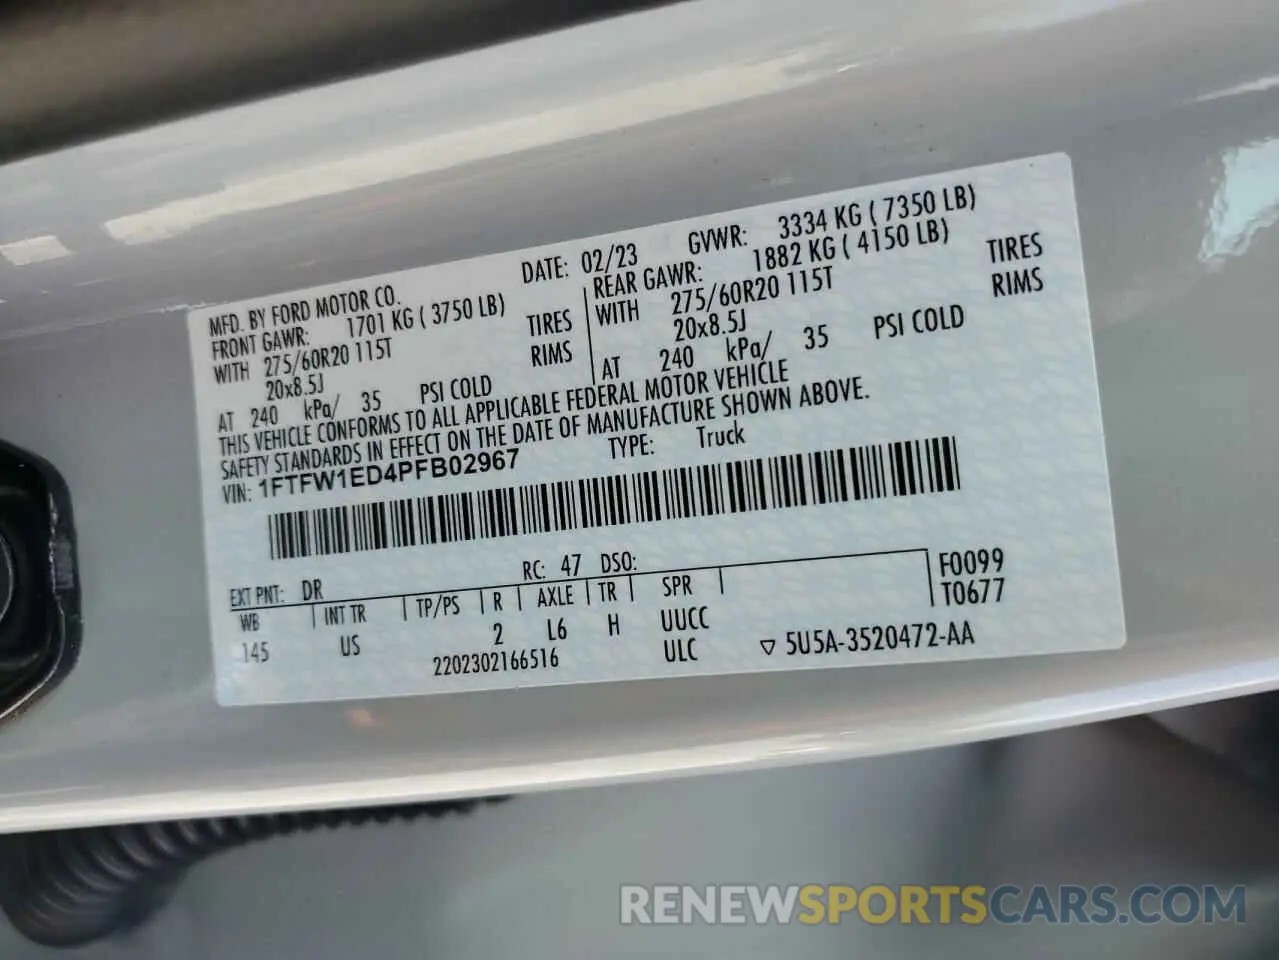 MFD. BY FORD MOTOR CO. DATE: 02/23 GVWR: 3334 KG ( 7350 LB)
FRONT GAWR: 1701 KG ( 3750 LB) REAR GAWR: 1882 KG ( 4150 LB)
WITH 275/60R20 115T TIRES WITH 275/60R20 115T TIRES
20x8.5J RIMS 20x8.5J RIMS
AT 240 kPa/ 35 PSI COLD AT 240 kPa/ 35 PSI COLD
THIS VEHICLE CONFORMS TO ALL APPLICABLE FEDERAL MOTOR VEHICLE
SAFETY STANDARDS IN EFFECT ON THE DATE OF MANUFACTURE SHOWN ABOVE.
VIN: 1FTFW1ED4PFB02967 TYPE: Truck
EXT PNT: DR RC: 47 DSO: F0099
WB INT TR TP/PS R AXLE TR SPR T0677
145 US 2 L6 H UUCC
2202302166516 ULC ▽ 5U5A-3520472-AA
RENEWSPORTSCARS.COM